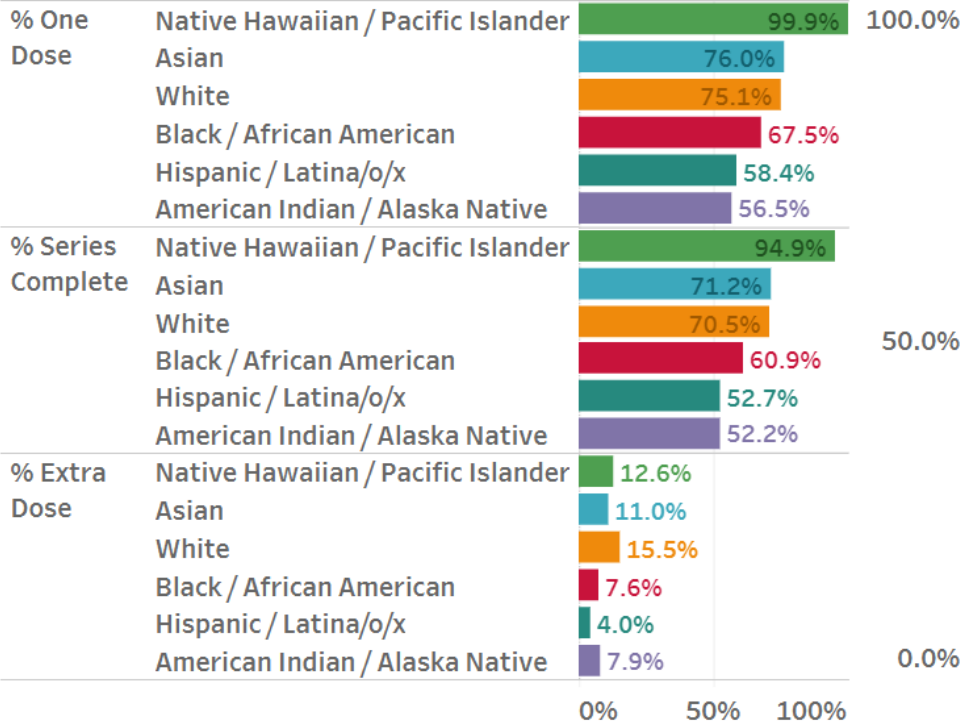 % One Dose
Native Hawaiian / Pacific Islander 99.9% 100.0%
Asian 76.0%
White 75.1%
Black / African American 67.5%
Hispanic / Latina/o/x 58.4%
American Indian / Alaska Native 56.5%
% Series Complete
Native Hawaiian / Pacific Islander 94.9%
Asian 71.2%
White 70.5% 50.0%
Black / African American 60.9%
Hispanic / Latina/o/x 52.7%
American Indian / Alaska Native 52.2%
% Extra Dose
Native Hawaiian / Pacific Islander 12.6%
Asian 11.0%
White 15.5%
Black / African American 7.6%
Hispanic / Latina/o/x 4.0%
American Indian / Alaska Native 7.9% 0.0%
0% 50% 100%